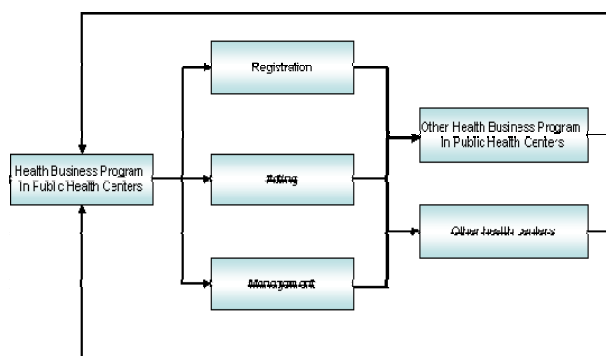 Registration
Other Health Business Program
In Public Health Centers
Health Business Program
In Public Health Centers
Acting
Other health centers
Management